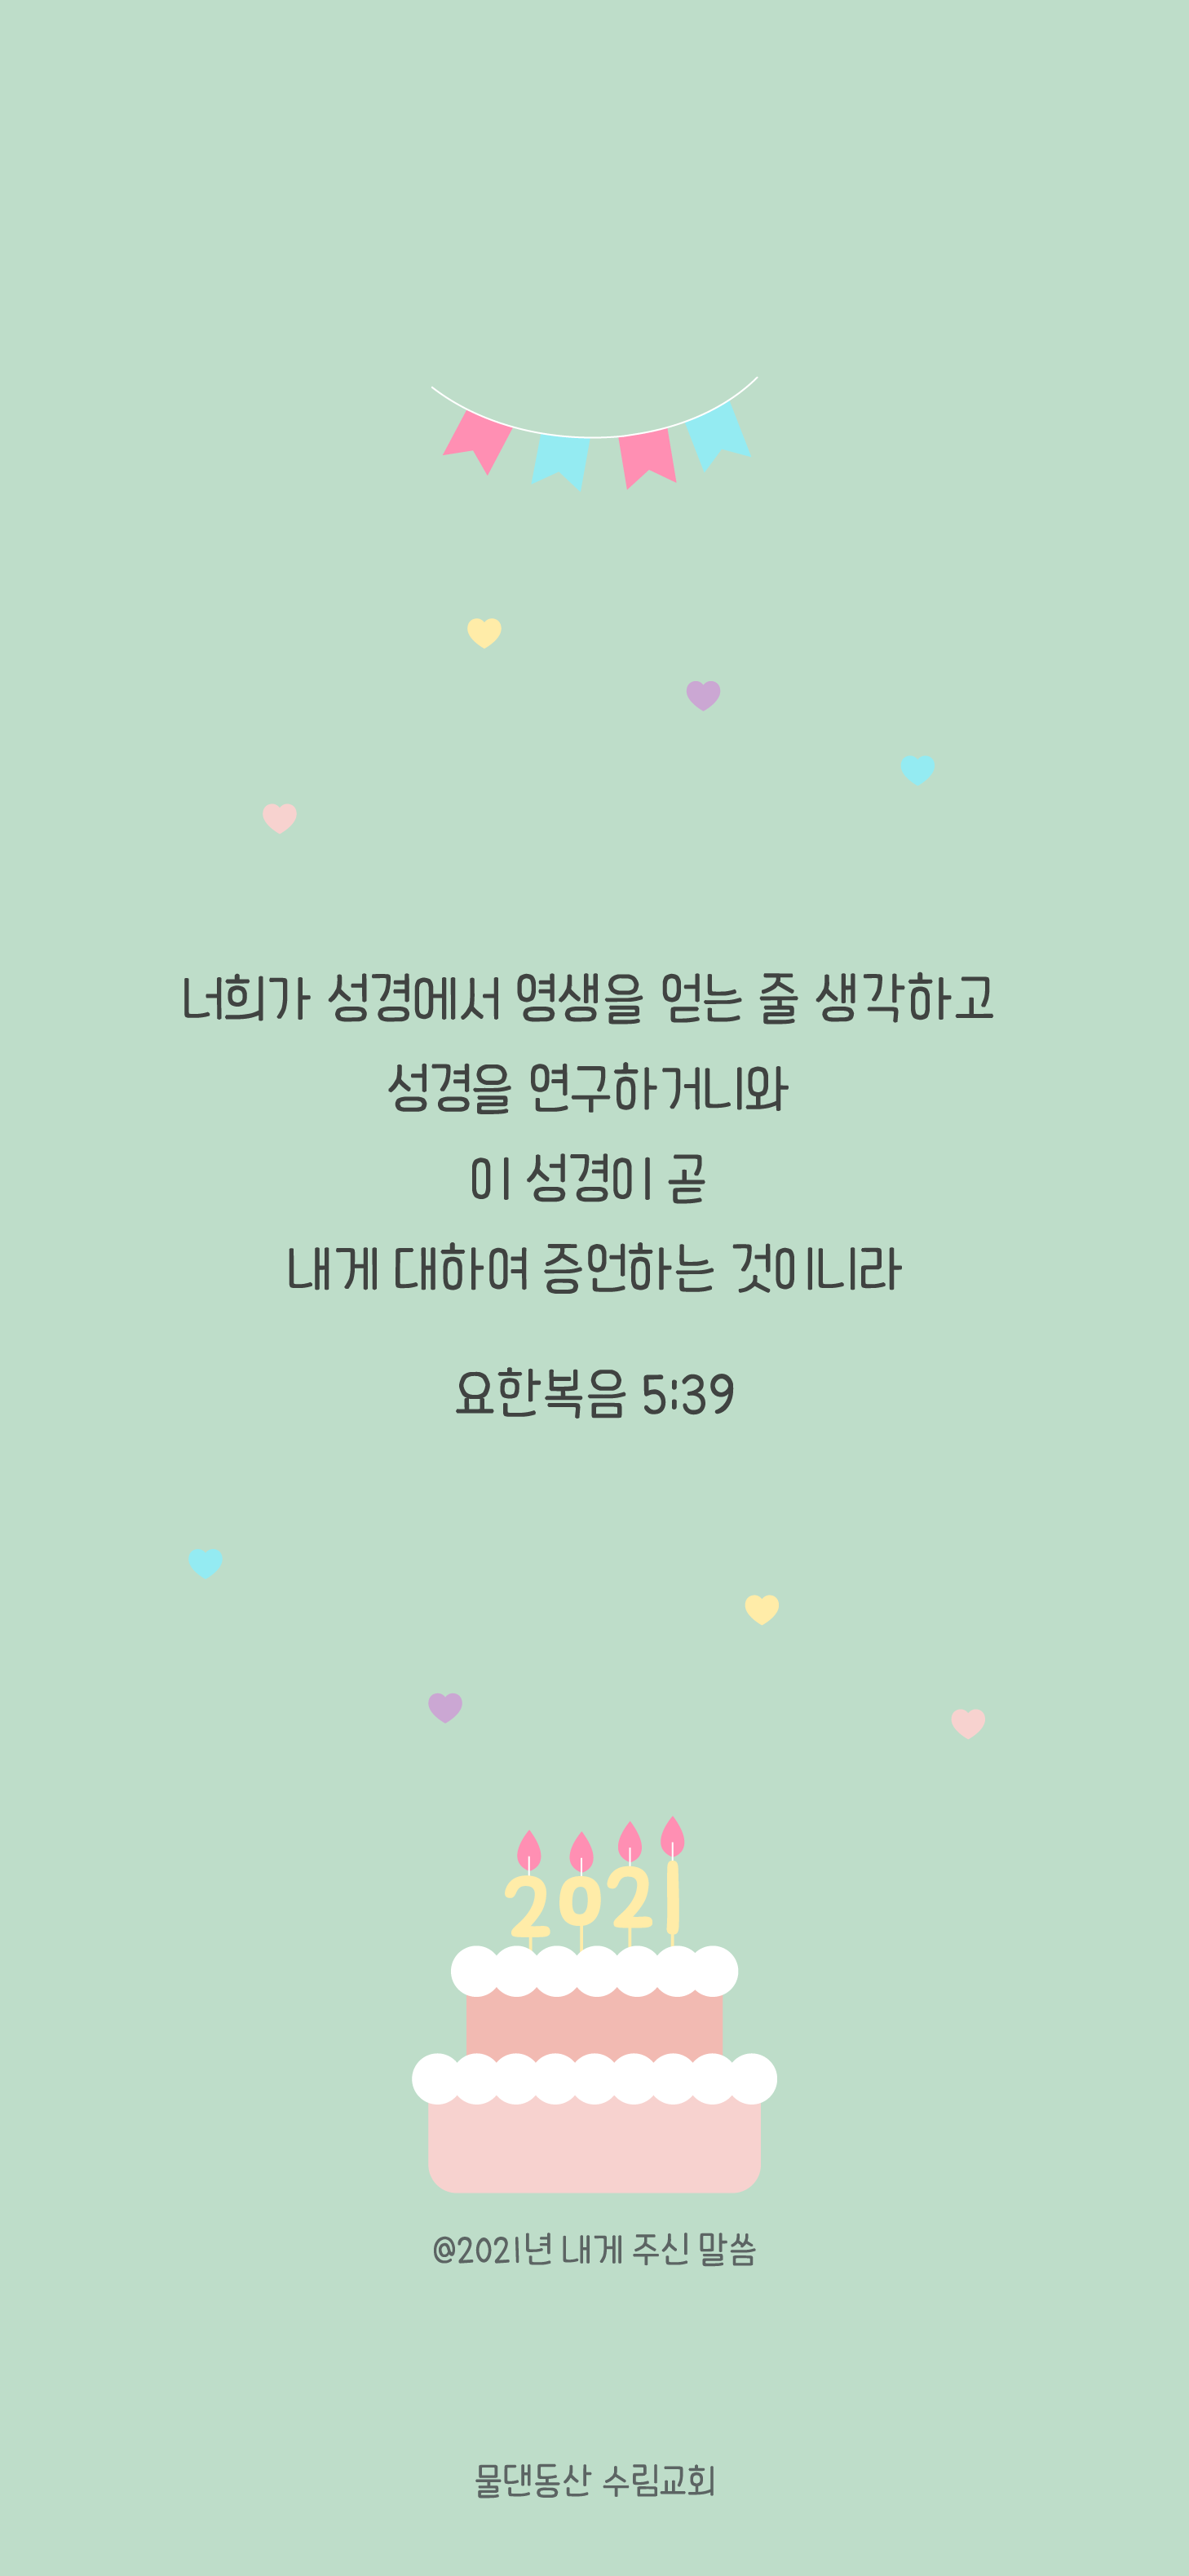 너희가 성경에서 영생을 얻는 줄 생각하고
성경을 연구하거니와
이 성경이 곧
내게 대하여 증언하는 것이니라
요한복음 5:39
2021
@2021년 내게 주신 말씀
물댄동산 수림교회